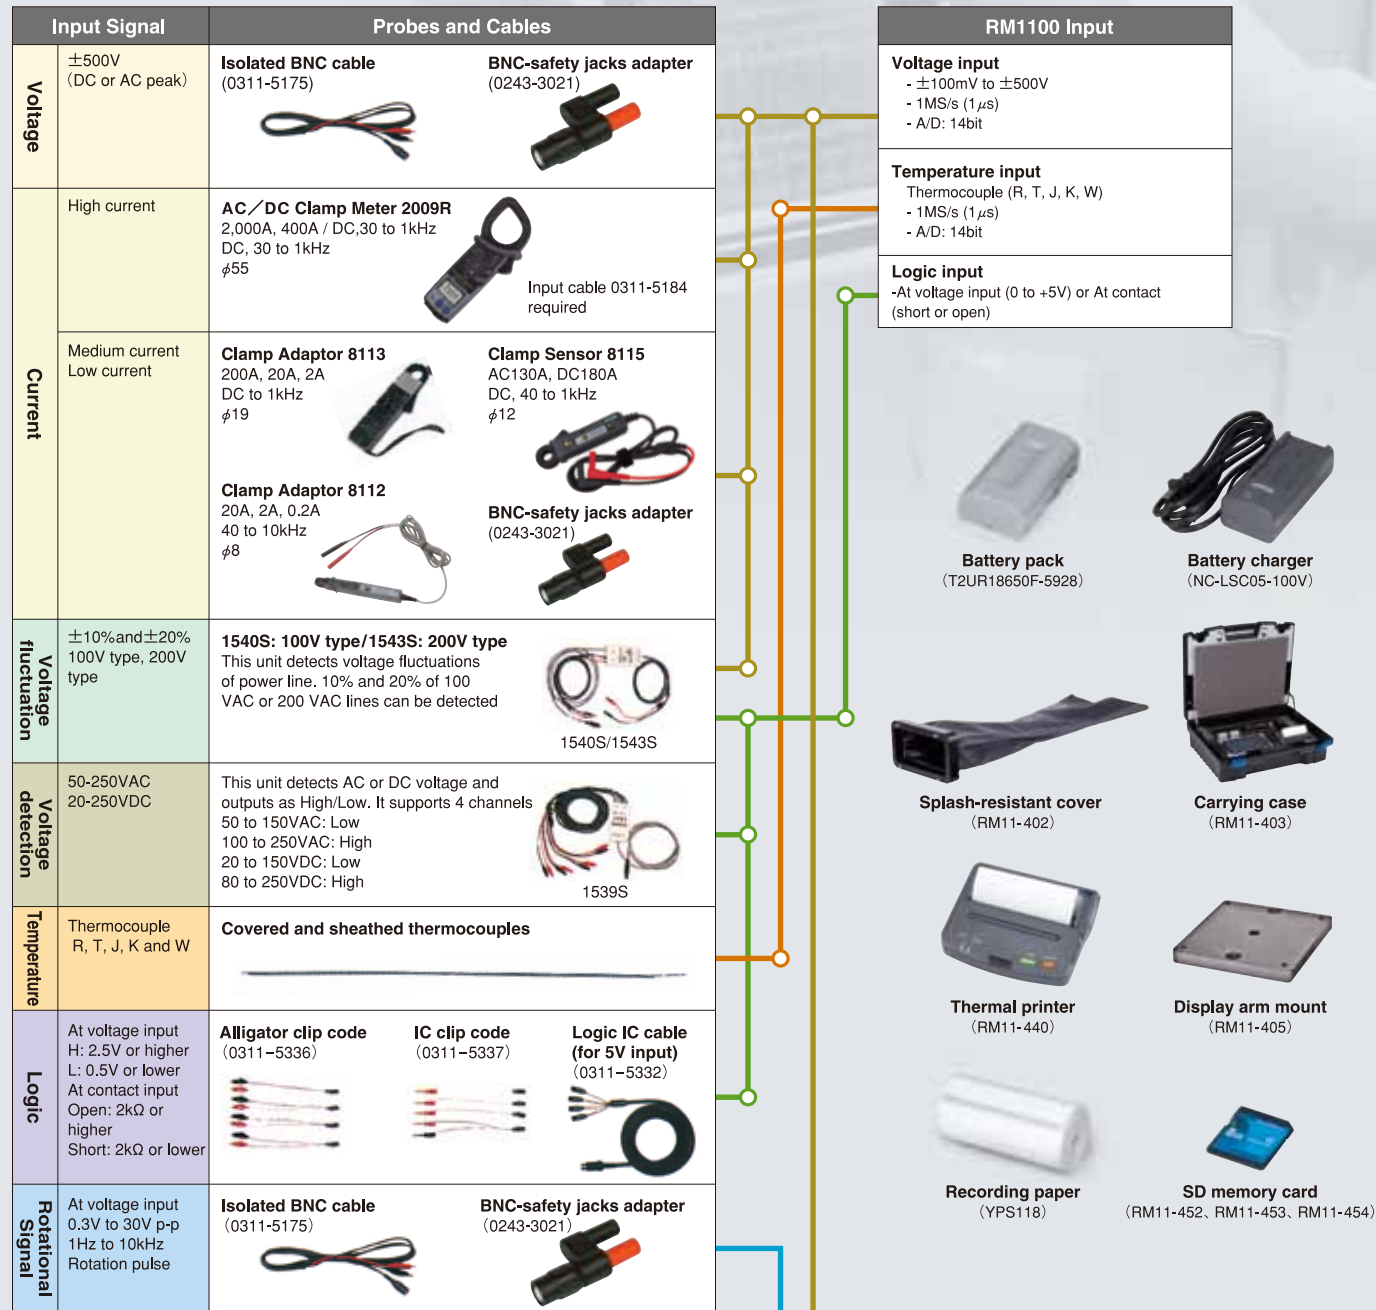 Input Signal
Probes and Cables
Voltage
±500V
(DC or AC peak)
Isolated BNC cable
(0311-5175)
BNC-safety jacks adapter
(0243-3021)
Current
High current
AC／DC Clamp Meter 2009R
2,000A, 400A / DC,30 to 1kHz
DC, 30 to 1kHz
ϕ55
Input cable 0311-5184
required
Medium current
Low current
Clamp Adaptor 8113
200A, 20A, 2A
DC to 1kHz
ϕ19
Clamp Sensor 8115
AC130A, DC180A
DC, 40 to 1kHz
ϕ12
Clamp Adaptor 8112
20A, 2A, 0.2A
40 to 10kHz
ϕ8
BNC-safety jacks adapter
(0243-3021)
Voltage
fluctuation
±10%and±20%
100V type, 200V
type
1540S: 100V type/1543S: 200V type
This unit detects voltage fluctuations
of power line. 10% and 20% of 100
VAC or 200 VAC lines can be detected
1540S/1543S
Voltage
detection
50-250VAC
20-250VDC
This unit detects AC or DC voltage and
outputs as High/Low. It supports 4 channels
50 to 150VAC: Low
100 to 250VAC: High
20 to 150VDC: Low
80 to 250VDC: High
1539S
Temperature
Thermocouple
R, T, J, K and W
Covered and sheathed thermocouples
Logic
At voltage input
H: 2.5V or higher
L: 0.5V or lower
At contact input
Open: 2kΩ or
higher
Short: 2kΩ or lower
Alligator clip code
(0311−5336)
IC clip code
(0311−5337)
Logic IC cable
(for 5V input)
(0311−5332)
Rotational
Signal
At voltage input
0.3V to 30V p-p
1Hz to 10kHz
Rotation pulse
Isolated BNC cable
(0311-5175)
BNC-safety jacks adapter
(0243-3021)
RM1100 Input
Voltage input
- ±100mV to ±500V
- 1MS/s (1μs)
- A/D: 14bit
Temperature input
Thermocouple (R, T, J, K, W)
- 1MS/s (1μs)
- A/D: 14bit
Logic input
-At voltage input (0 to +5V) or At contact
(short or open)
Battery pack
(T2UR18650F-5928)
Battery charger
(NC-LSC05-100V)
Splash-resistant cover
(RM11-402)
Carrying case
(RM11-403)
Thermal printer
(RM11-440)
Display arm mount
(RM11-405)
Recording paper
(YPS118)
SD memory card
(RM11-452、RM11-453、RM11-454)